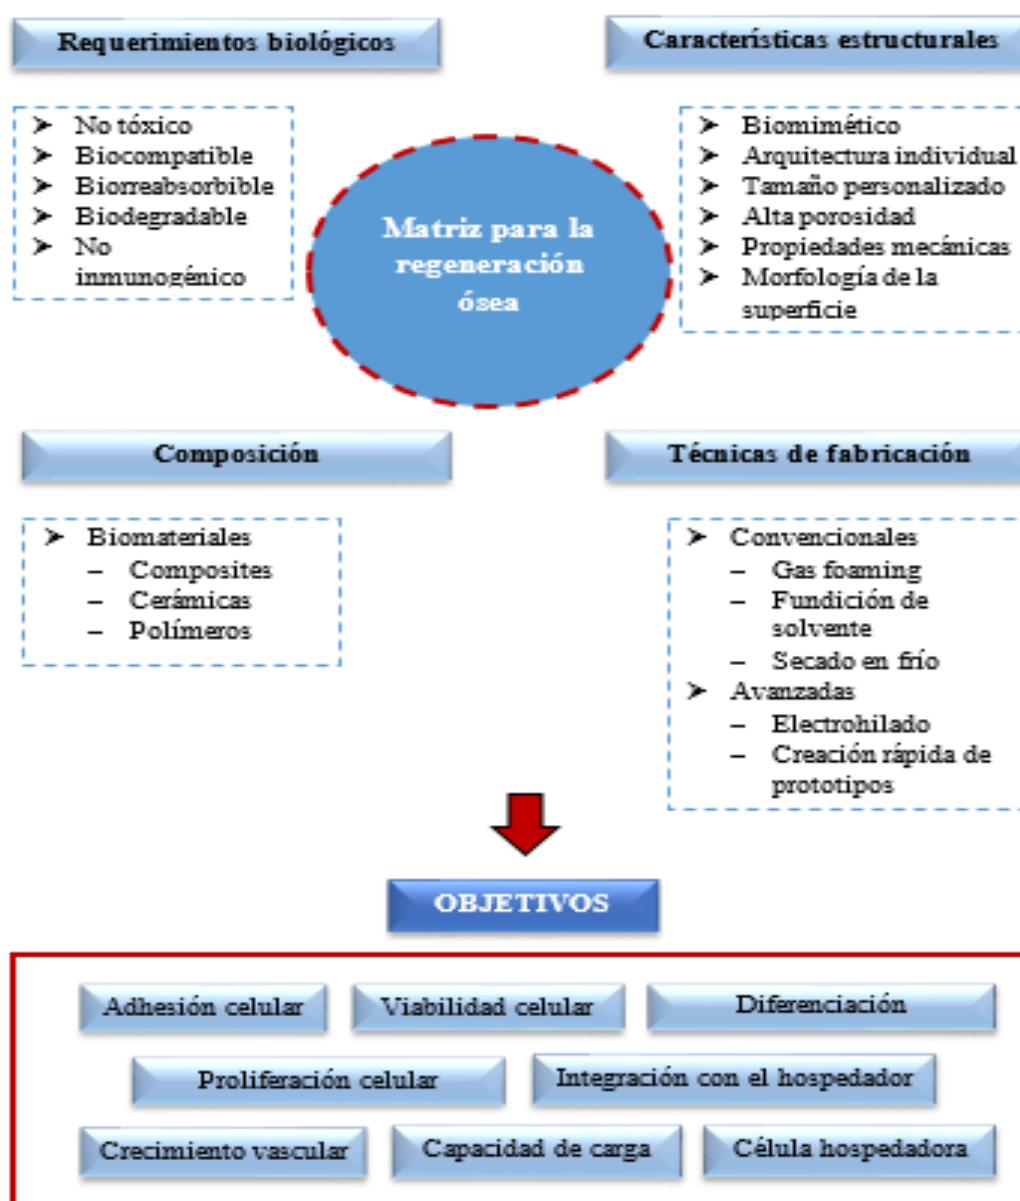 Requerimientos biológicos
Características estructurales
➤ No tóxico
➤ Biocompatible
➤ Biorreabsorbible
➤ Biodegradable
➤ No
inmunogénico
Matriz para la
regeneración
ósea
➤ Biomimético
➤ Arquitectura individual
➤ Tamaño personalizado
➤ Alta porosidad
➤ Propiedades mecánicas
➤ Morfología de la
superficie
Composición
Técnicas de fabricación
➤ Biomateriales
– Composites
– Cerámicas
– Polímeros
➤ Convencionales
– Gas foaming
– Fundición de
solvente
– Secado en frío
➤ Avanzadas
– Electrohilado
– Creación rápida de
prototipos
OBJETIVOS
Adhesión celular
Viabilidad celular
Diferenciación
Proliferación celular
Integración con el hospedador
Crecimiento vascular
Capacidad de carga
Célula hospedadora